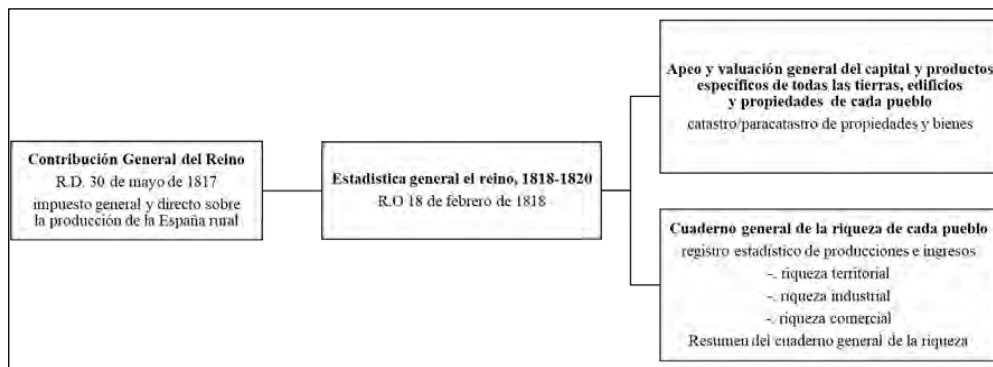 Contribución General del Reino
R.D. 30 de mayo de 1817
impuesto general y directo sobre
la producción de la España rural
Estadística general el reino, 1818-1820
R.O 18 de febrero de 1818
Apeo y valuación general del capital y productos
específicos de todas las tierras, edificios
y propiedades de cada pueblo
catastro/paracatastro de propiedades y bienes
Cuaderno general de la riqueza de cada pueblo
registro estadístico de producciones e ingresos
-. riqueza territorial
-. riqueza industrial
-. riqueza comercial
Resumen del cuaderno general de la riqueza